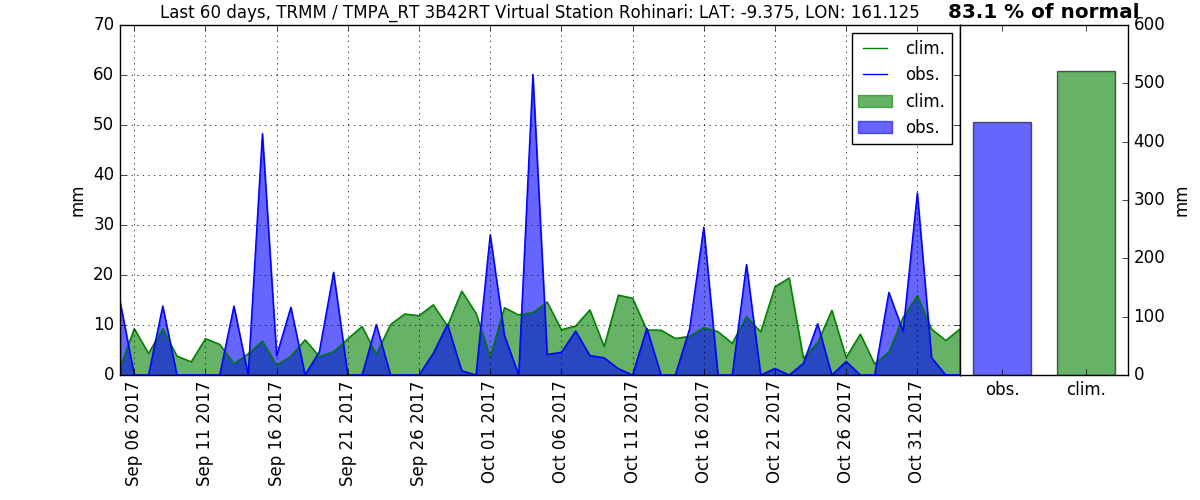 Last 60 days, TRMM / TMPA_RT 3B42RT Virtual Station Rohinari: LAT: -9.375, LON: 161.125
83.1 % of normal
70
60
50
40
30
20
10
0
mm
clim.
obs.
clim.
obs.
600
500
400
300
200
100
0
mm
obs.
clim.
Sep 06 2017
Sep 11 2017
Sep 16 2017
Sep 21 2017
Sep 26 2017
Oct 01 2017
Oct 06 2017
Oct 11 2017
Oct 16 2017
Oct 21 2017
Oct 26 2017
Oct 31 2017